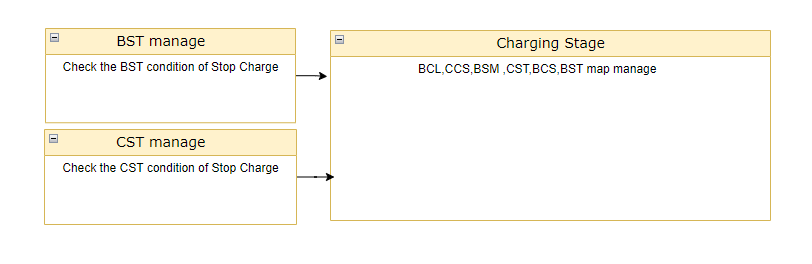 BST manage
Check the BST condition of Stop Charge
CST manage
Check the CST condition of Stop Charge
Charging Stage
BCL,CCS,BSM ,CST,BCS,BST map manage